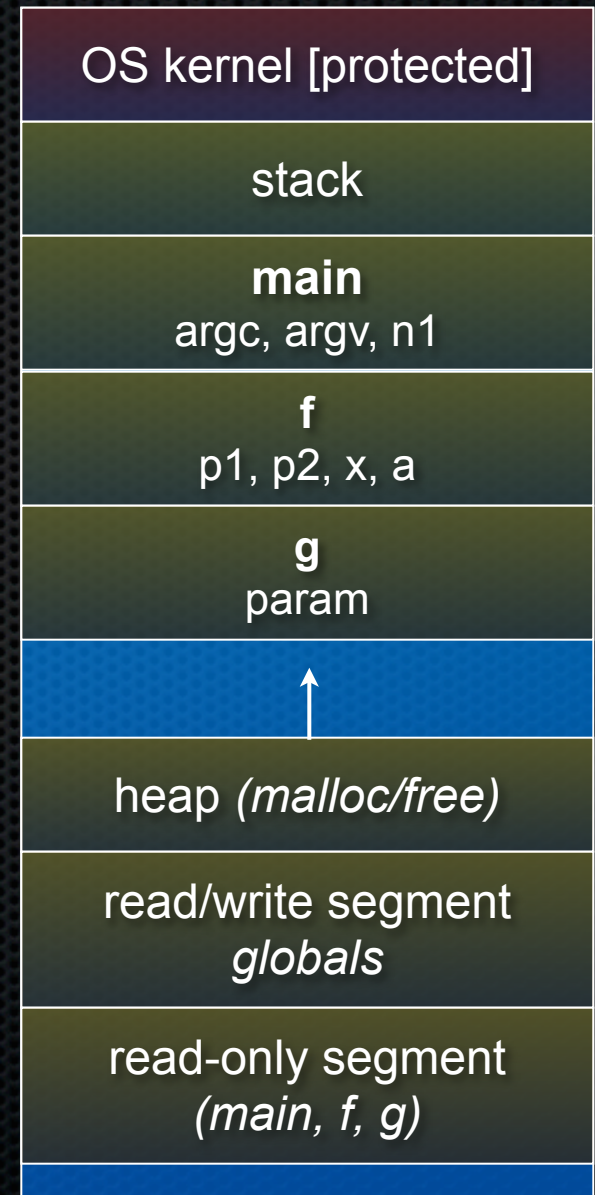 OS kernel [protected]
stack
main
argc, argv, n1
f
p1, p2, x, a
g
param
heap (malloc/free)
read/write segment
globals
read-only segment
(main, f, g)